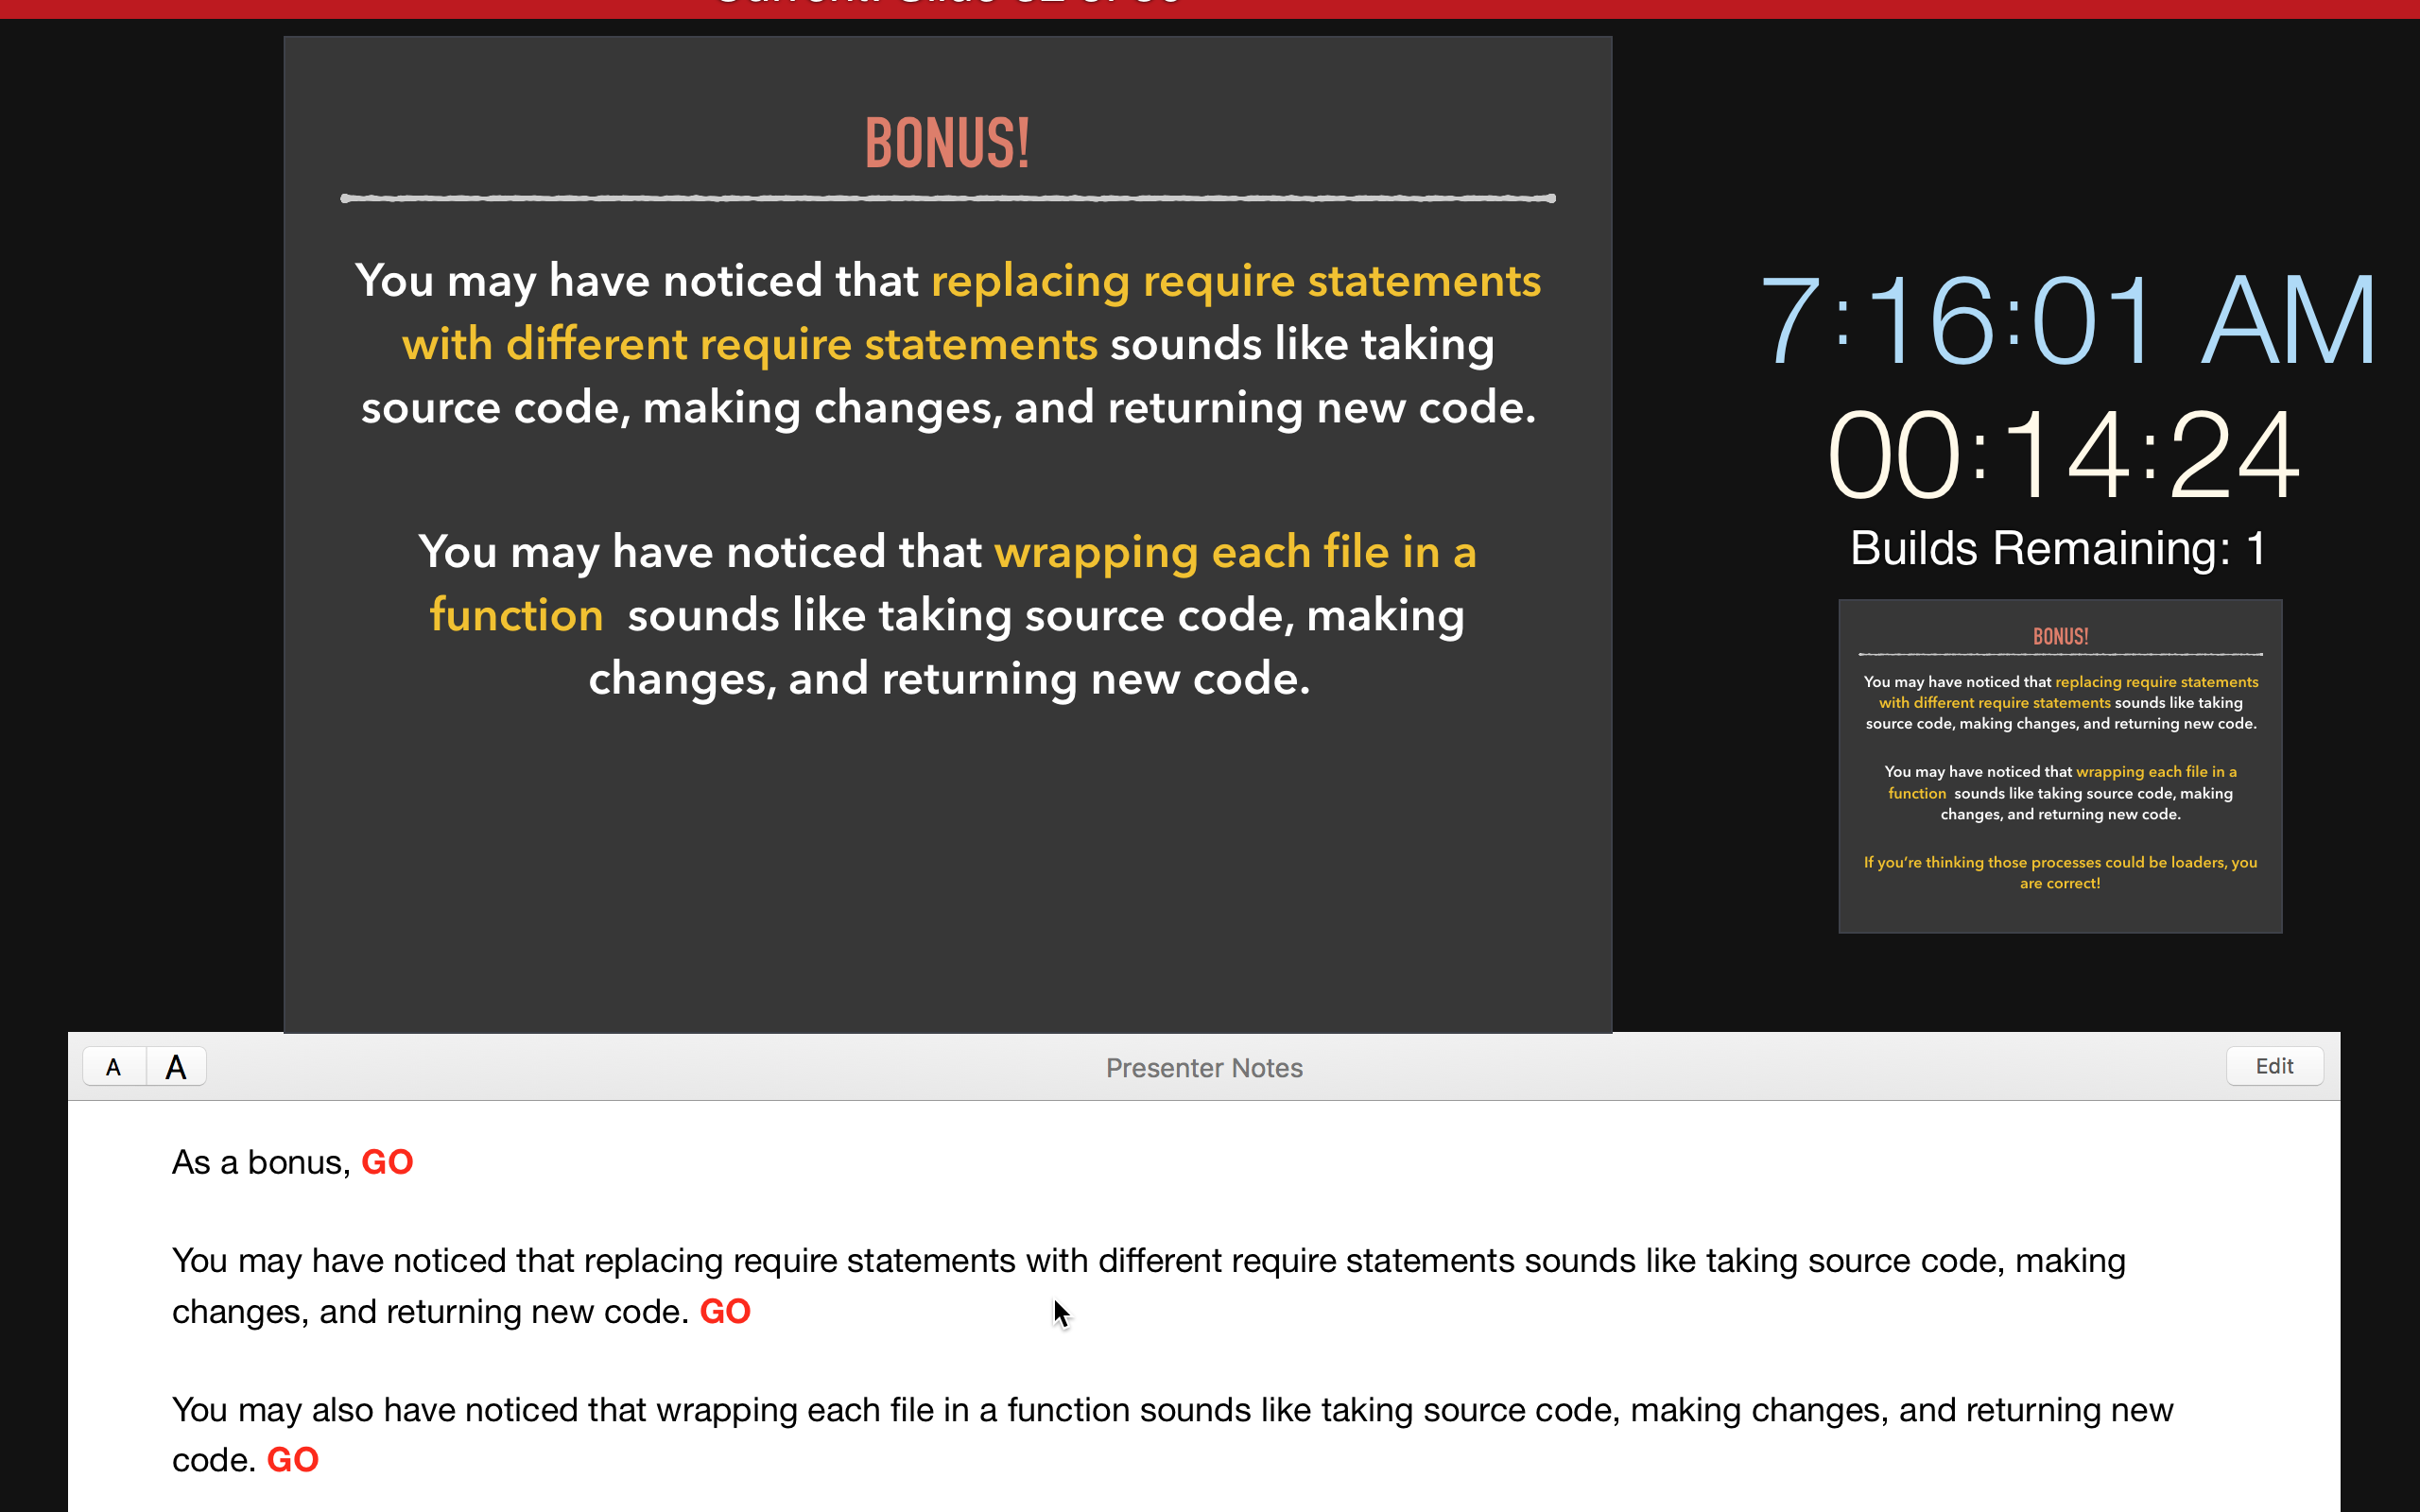 BONUS!
You may have noticed that replacing require statements
with different require statements sounds like taking
source code, making changes, and returning new code.
You may have noticed that wrapping each file in a
function sounds like taking source code, making
changes, and returning new code.
7:16:01 AM
00:14:24
Builds Remaining: 1
BONUS!
You may have noticed that replacing require statements
with different require statements sounds like taking
source code, making changes, and returning new code.
You may have noticed that wrapping each file in a
function sounds like taking source code, making
changes, and returning new code.
If you're thinking those processes could be loaders, you
are correct!
A A Presenter Notes Edit
As a bonus, GO
You may have noticed that replacing require statements with different require statements sounds like taking source code, making
changes, and returning new code. GO
You may also have noticed that wrapping each file in a function sounds like taking source code, making changes, and returning new
code. GO